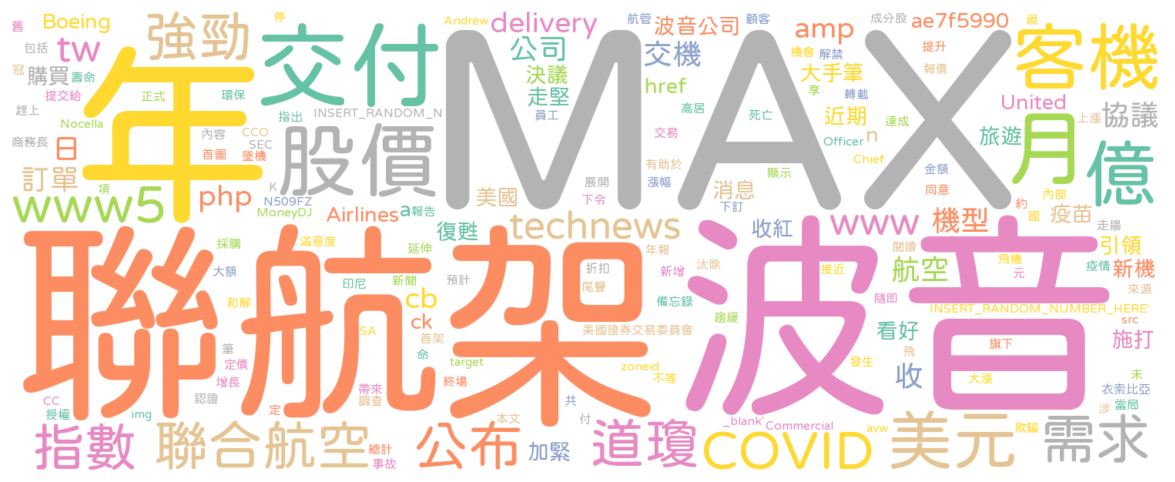 舊
停
Boeing
強勁
包括
tw
冠
購買
壽命
提交給
正式
環保
趕上
Nocella
年
交付
指出
INSERT_RANDOM_N
商務長
日
內容
CCO
SEC
首圖
墜機
股價
訂單
項
php
K
N509FZ
MoneyDJ
www5
Andrew
delivery
公司
決議
走堅
員工
MAX
航管
波音公司
顧客
交機
href
高居
交易
有助於
展開
下令
漲幅
下訂
美國
消息
死亡
機會
解禁
amp
大手筆
享
轉載
近期
Officer
n
Chief
顯示
成分股
ae7f5990
提升
報價
達成
金額
同意
約
United
旅遊
視
客機
上漲
協議
月
億
內部
國
疫苗
走揚
Airlines
a
報告
復甦
technews
收紅
www
機型
引領
聯航
架
波音
採購
滿意度
延伸
大額
印尼
新聞
預計
cb
和解
SA
ck
首架
筆
命
定價
target
增長
帶來
調查
終場
定
認證
CC
授權
img
年報
折扣
尾聲
新增
汰除
備忘錄
美國證券交易委員會
趨緩
接近
zoneid
不等
發生
閱讀
航空
隨即
飛機
元
疫情
新機
來源
INSERT_RANDOM_NUMBER_HERE'
src
看好
飛
旗下
施打
收
大漲
未
衣索比亞
涉
當局
指數
聯合航空
總計
事故
公布
本文
共
付
加緊
道瓊
_blank'
Commercial
COVID
avw
美元
欺騙
需求